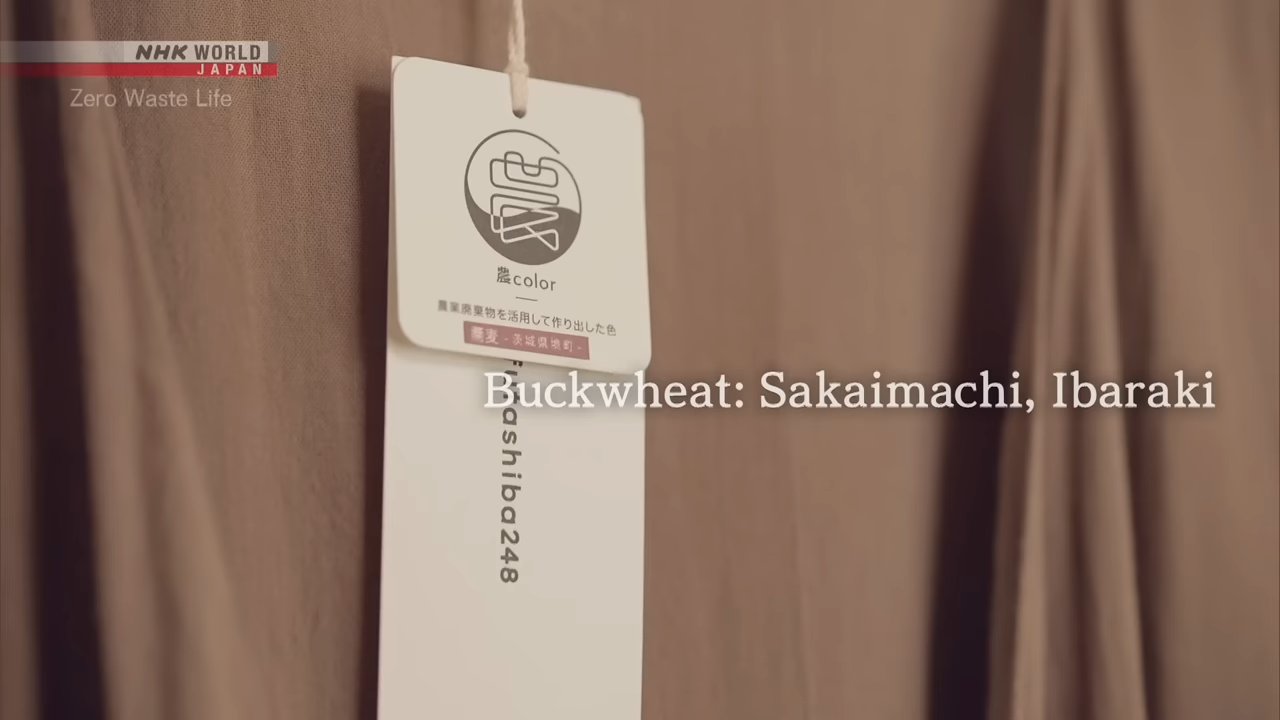 NHK WORLD
JAPAN
Zero Waste Life
農
農color
農業廃棄物を活用して作り出した色
蕎麦 - 茨城県境町 -
Buckwheat: Sakaimachi, Ibaraki